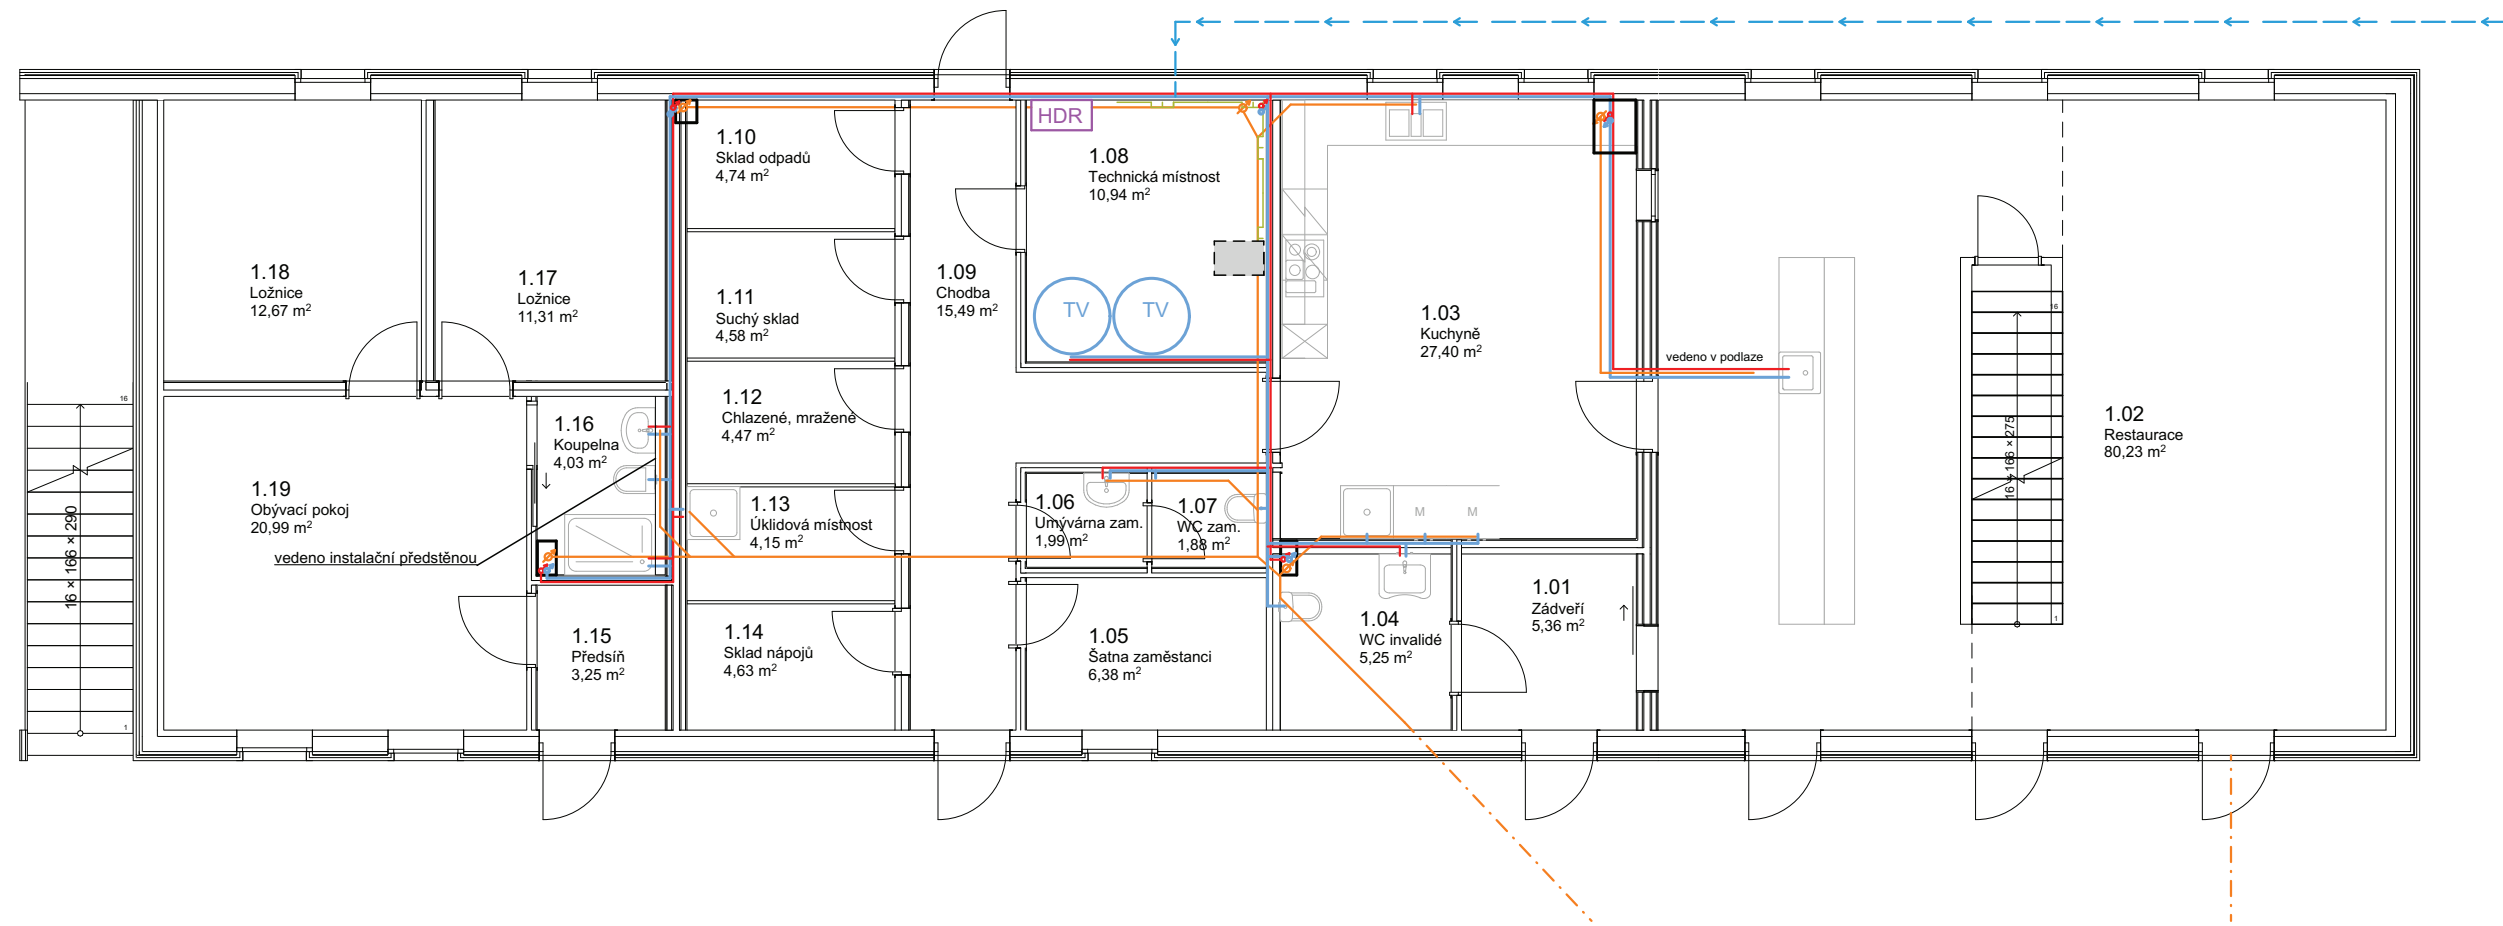 HDR
1.10
Sklad odpadů
4,74 m²
1.08
Technická místnost
10,94 m²
1.18
Ložnice
12,67 m²
1.17
Ložnice
11,31 m²
1.11
Suchý sklad
4,58 m²
1.09
Chodba
15,49 m²
TV
TV
1.03
Kuchyně
27,40 m²
16
vedeno v podlaze
16
1.12
Chlazené, mražené
4,47 m²
1.16
Koupelna
4,03 m²
1.02
Restaurace
80,23 m²
16 × 166 × 275
1.19
Obývací pokoj
20,99 m²
16 × 166 × 290
vedeno instalační předstěnou
1.13
Úklidová místnost
4,15 m²
1.06
Umývárna zam.
1,99 m²
1.07
WC zam.
1,88 m²
M
M
1.01
Zádveří
5,36 m²
1.04
WC invalidé
5,25 m²
1.15
Předsíň
3,25 m²
1.14
Sklad nápojů
4,63 m²
1.05
Šatna zaměstanci
6,38 m²
1
1